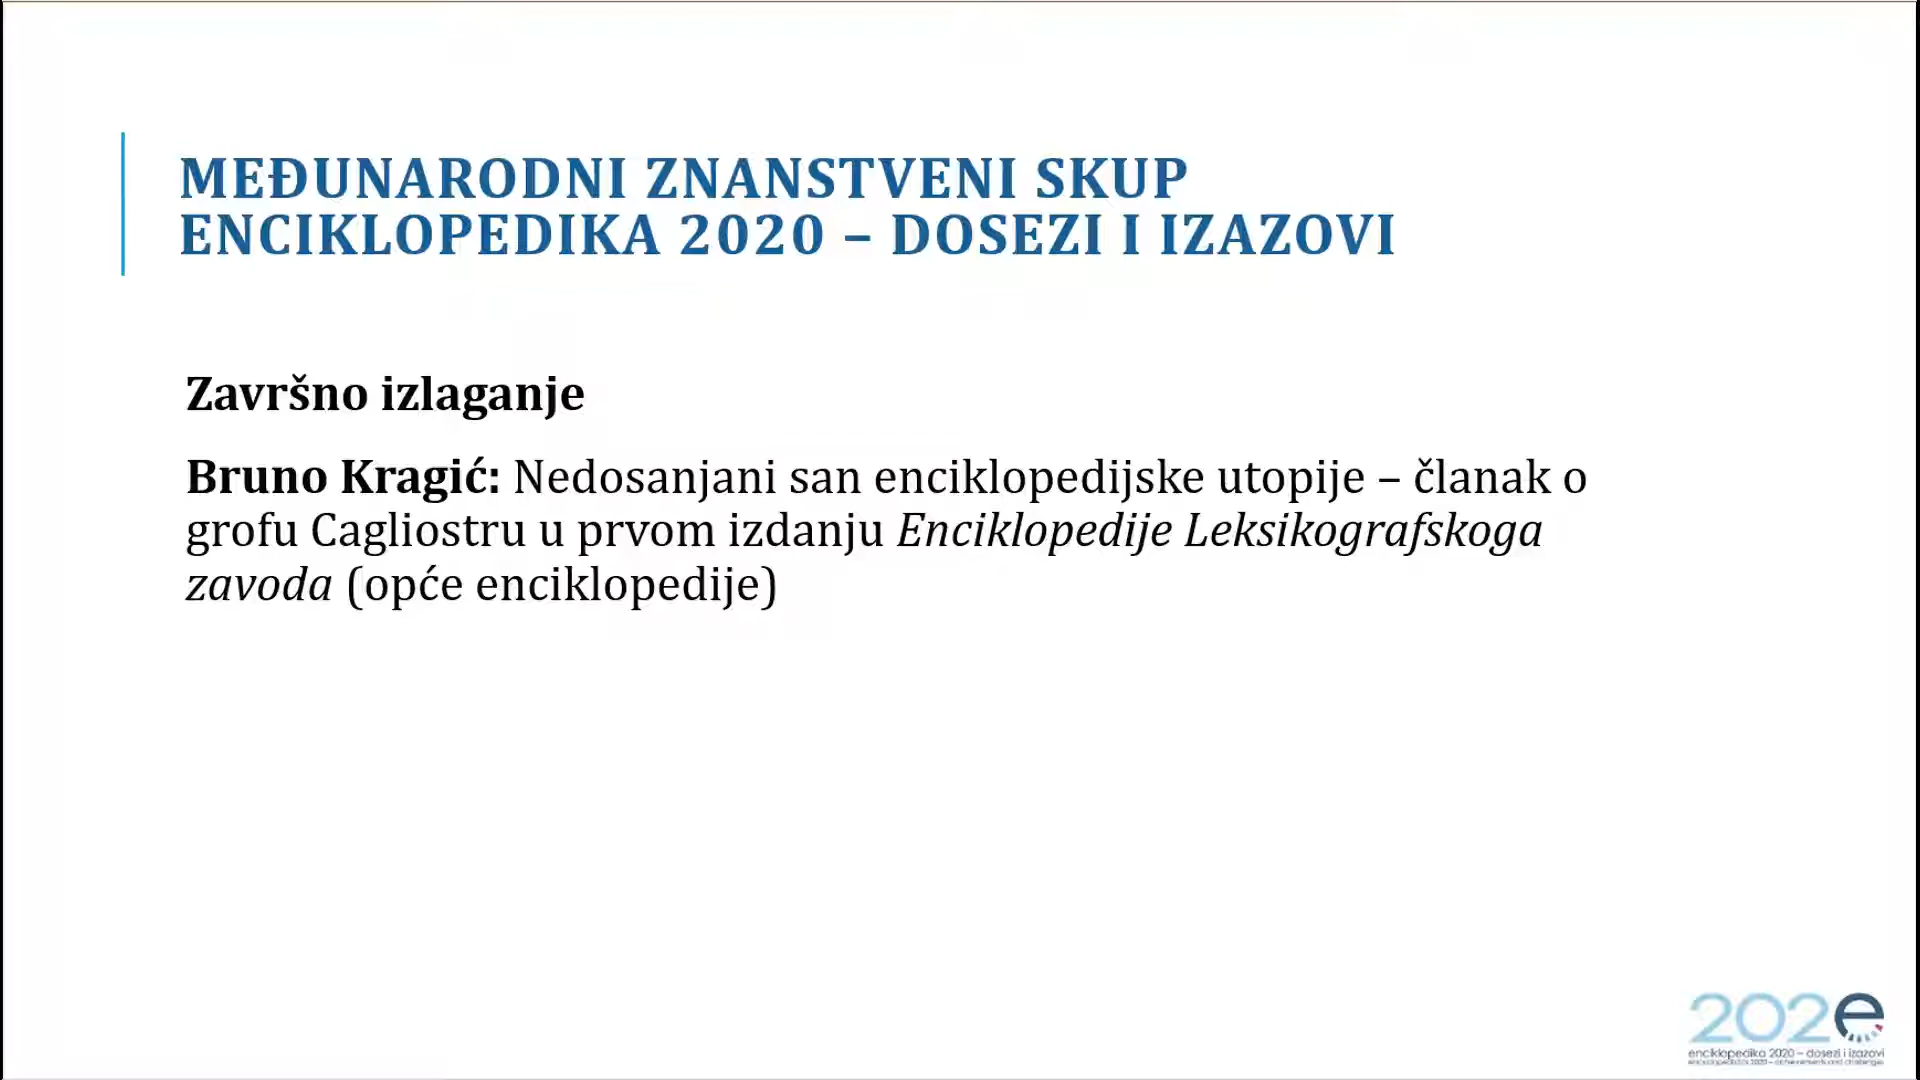 MEĐUNARODNI ZNANSTVENI SKUP
ENCIKLOPEDIKA 2020 – DOSEZI I IZAZOVI
Završno izlaganje
Bruno Kragić: Nedosanjani san enciklopedijske utopije – članak o
grofu Cagliostru u prvom izdanju Enciklopedije Leksikografskoga
zavoda (opće enciklopedije)
202e
enciklopedika 2020 – dosezi i izazovi